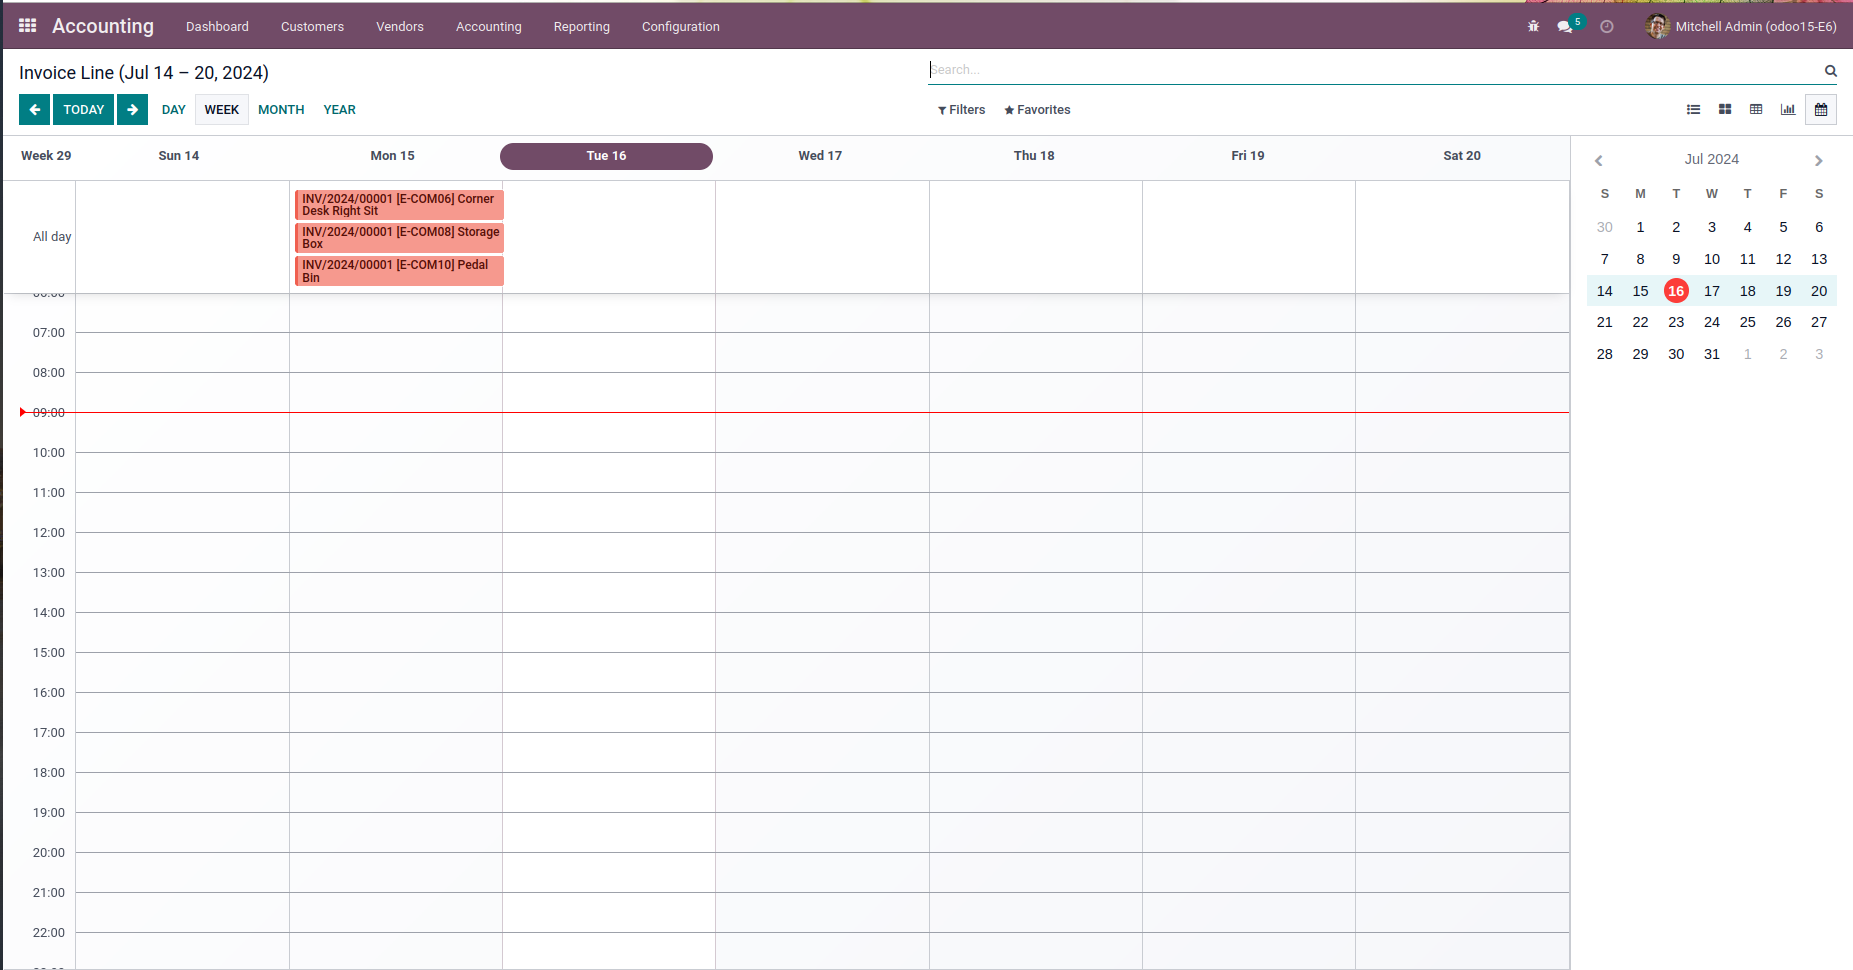 Accounting Dashboard Customers Vendors Accounting Reporting Configuration 5 Mitchell Admin (odoo15-E6)
Invoice Line (Jul 14 – 20, 2024)
Search...
TODAY DAY WEEK MONTH YEAR
Filters Favorites
Week 29 Sun 14 Mon 15 Tue 16 Wed 17 Thu 18 Fri 19 Sat 20
All day
INV/2024/00001 [E-COM06] Corner
Desk Right Sit
INV/2024/00001 [E-COM08] Storage
Box
INV/2024/00001 [E-COM10] Pedal
Bin
07:00
08:00
09:00
10:00
11:00
12:00
13:00
14:00
15:00
16:00
17:00
18:00
19:00
20:00
21:00
22:00
Jul 2024
S M T W T F S
30 1 2 3 4 5 6
7 8 9 10 11 12 13
14 15 16 17 18 19 20
21 22 23 24 25 26 27
28 29 30 31 1 2 3